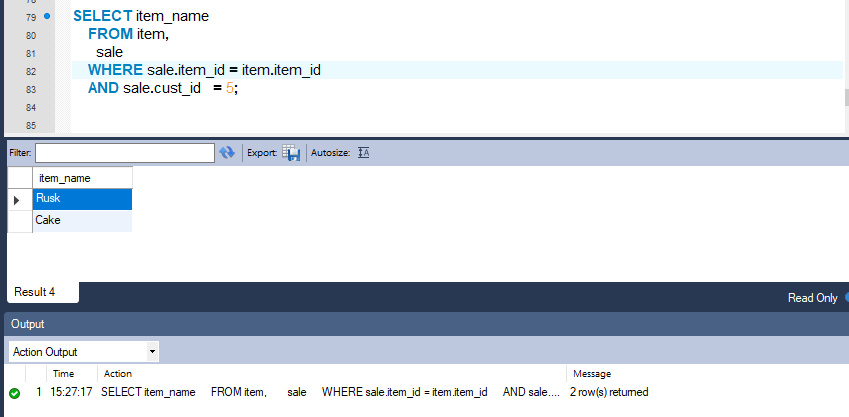 79 SELECT item_name
80 FROM item,
81 sale
82 WHERE sale.item_id = item.item_id
83 AND sale.cust_id = 5;
84
85
Filter: Export: Autosize: IA
item_name
Rusk
Cake
Result 4
Read Only
Output
Action Output
Time Action Message
1 15:27:17 SELECT item_name FROM item, sale WHERE sale.item_id = item.item_id AND sale.... 2 row(s) returned